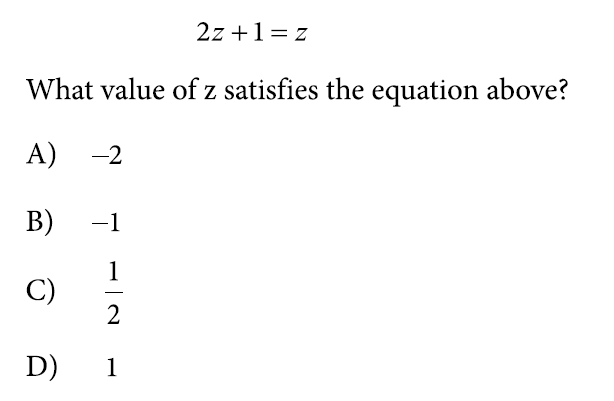 2z + 1 = z
What value of z satisfies the equation above?
A) –2
B) –1
C) 1/2
D) 1